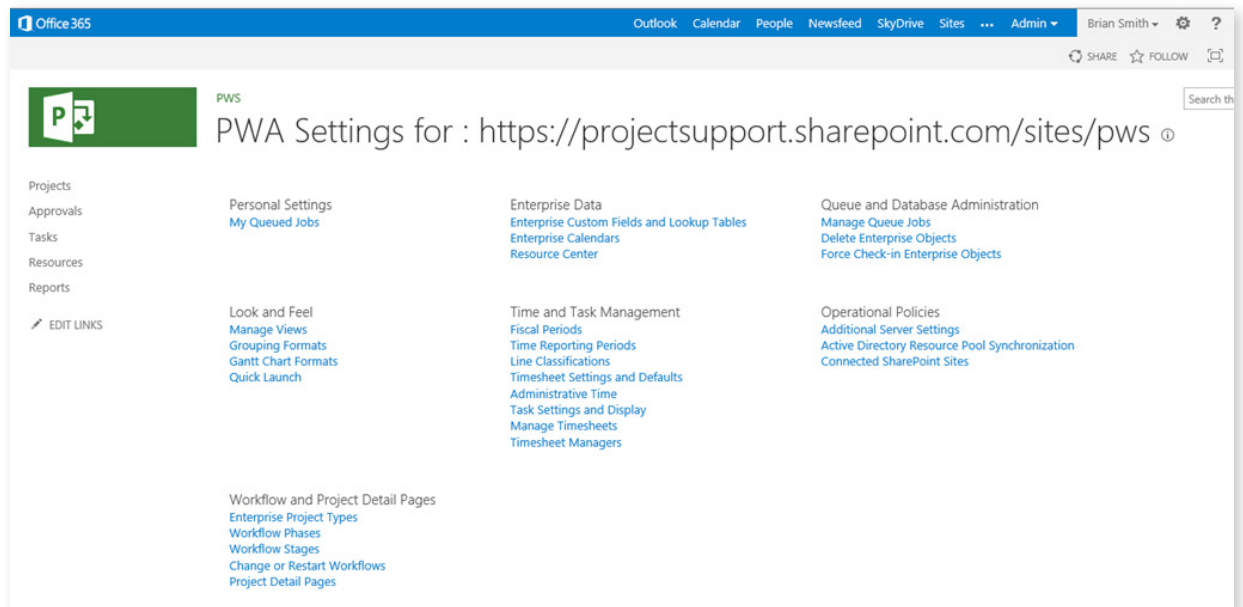 Office 365
Outlook Calendar People Newsfeed SkyDrive Sites ... Admin Brian Smith ?
SHARE FOLLOW
P
PWS
Search th
PWA Settings for : https://projectsupport.sharepoint.com/sites/pws
Projects
Approvals
Tasks
Resources
Reports
EDIT LINKS
Personal Settings
My Queued Jobs
Enterprise Data
Enterprise Custom Fields and Lookup Tables
Enterprise Calendars
Resource Center
Queue and Database Administration
Manage Queue Jobs
Delete Enterprise Objects
Force Check-in Enterprise Objects
Look and Feel
Manage Views
Grouping Formats
Gantt Chart Formats
Quick Launch
Time and Task Management
Fiscal Periods
Time Reporting Periods
Line Classifications
Timesheet Settings and Defaults
Administrative Time
Task Settings and Display
Manage Timesheets
Timesheet Managers
Operational Policies
Additional Server Settings
Active Directory Resource Pool Synchronization
Connected SharePoint Sites
Workflow and Project Detail Pages
Enterprise Project Types
Workflow Phases
Workflow Stages
Change or Restart Workflows
Project Detail Pages